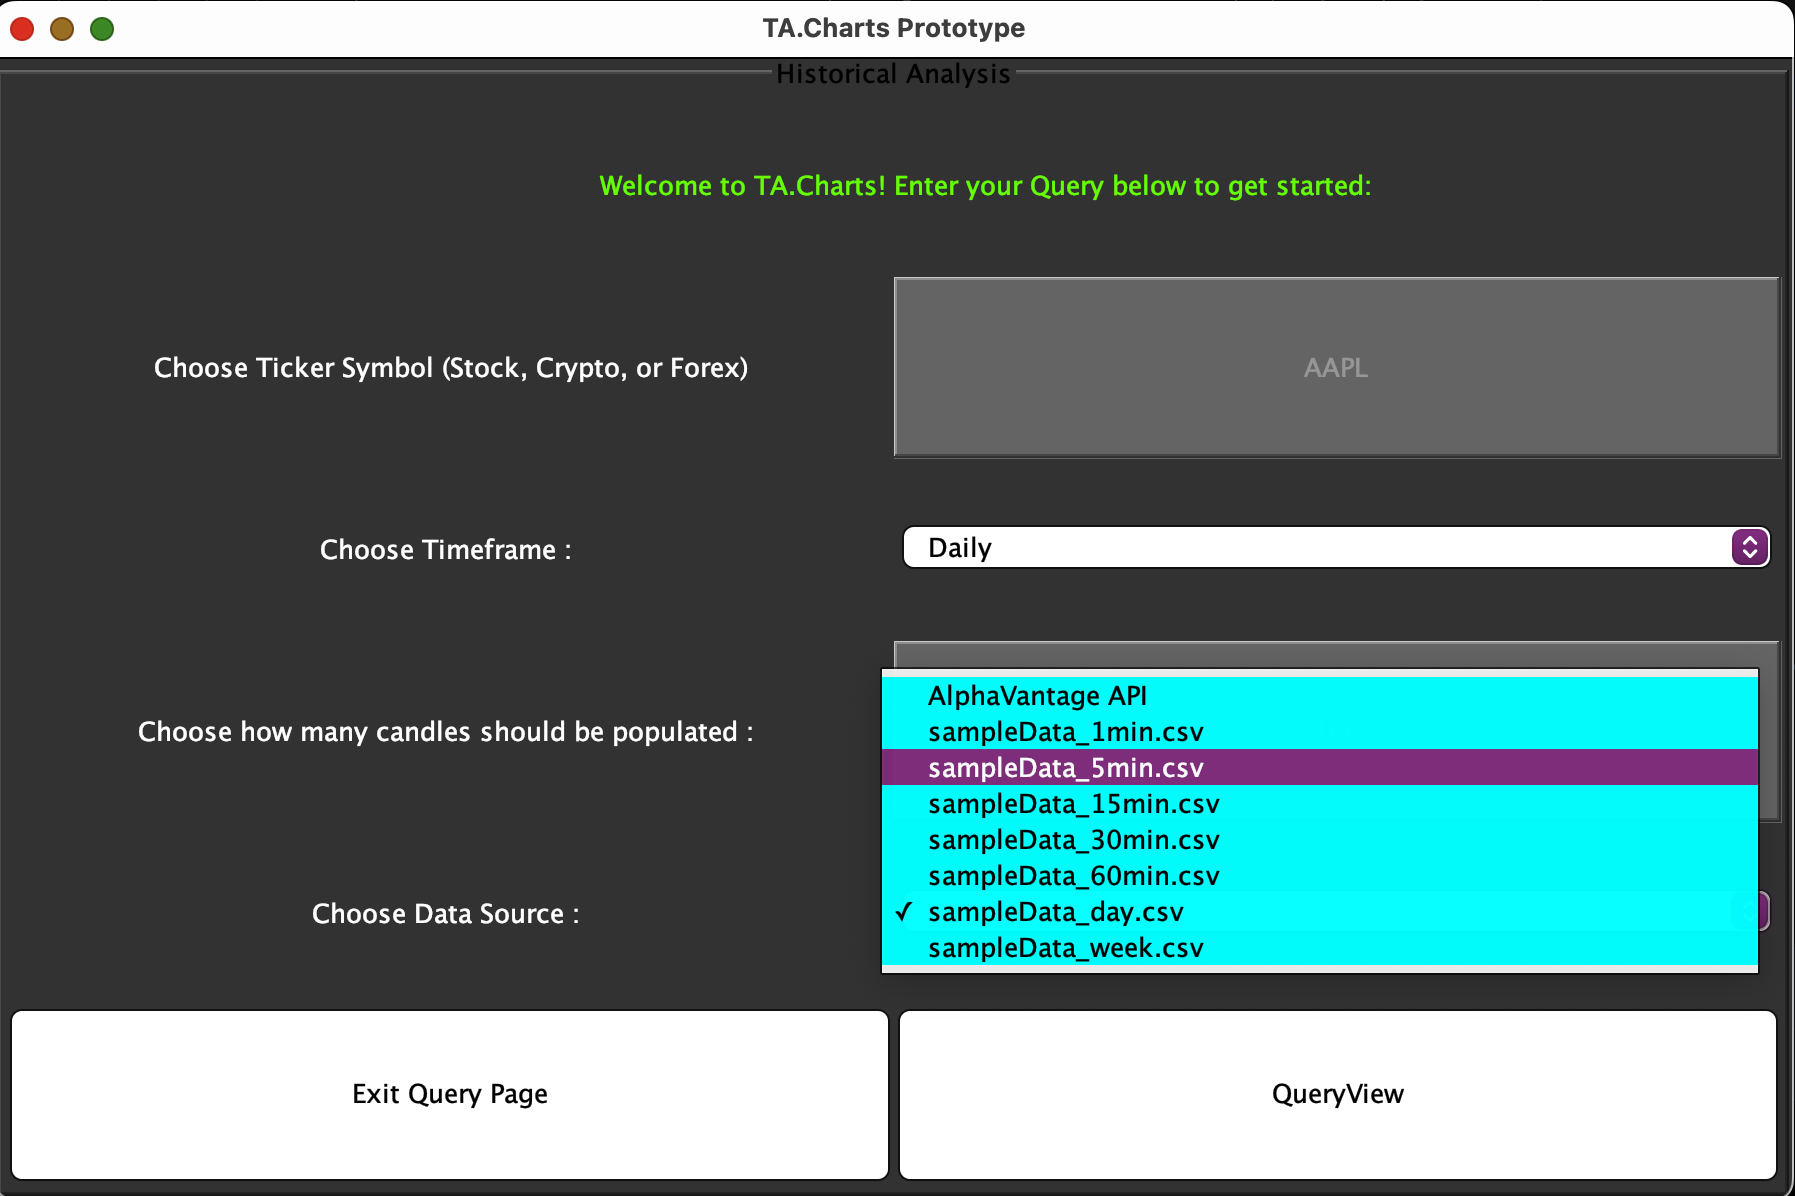 TA.Charts Prototype
Historical Analysis
Welcome to TA.Charts! Enter your Query below to get started:
Choose Ticker Symbol (Stock, Crypto, or Forex)
AAPL
Choose Timeframe :
Daily
Choose how many candles should be populated :
AlphaVantage API
sampleData_1min.csv
sampleData_5min.csv
sampleData_15min.csv
sampleData_30min.csv
sampleData_60min.csv
✓ sampleData_day.csv
sampleData_week.csv
Choose Data Source :
Exit Query Page
QueryView